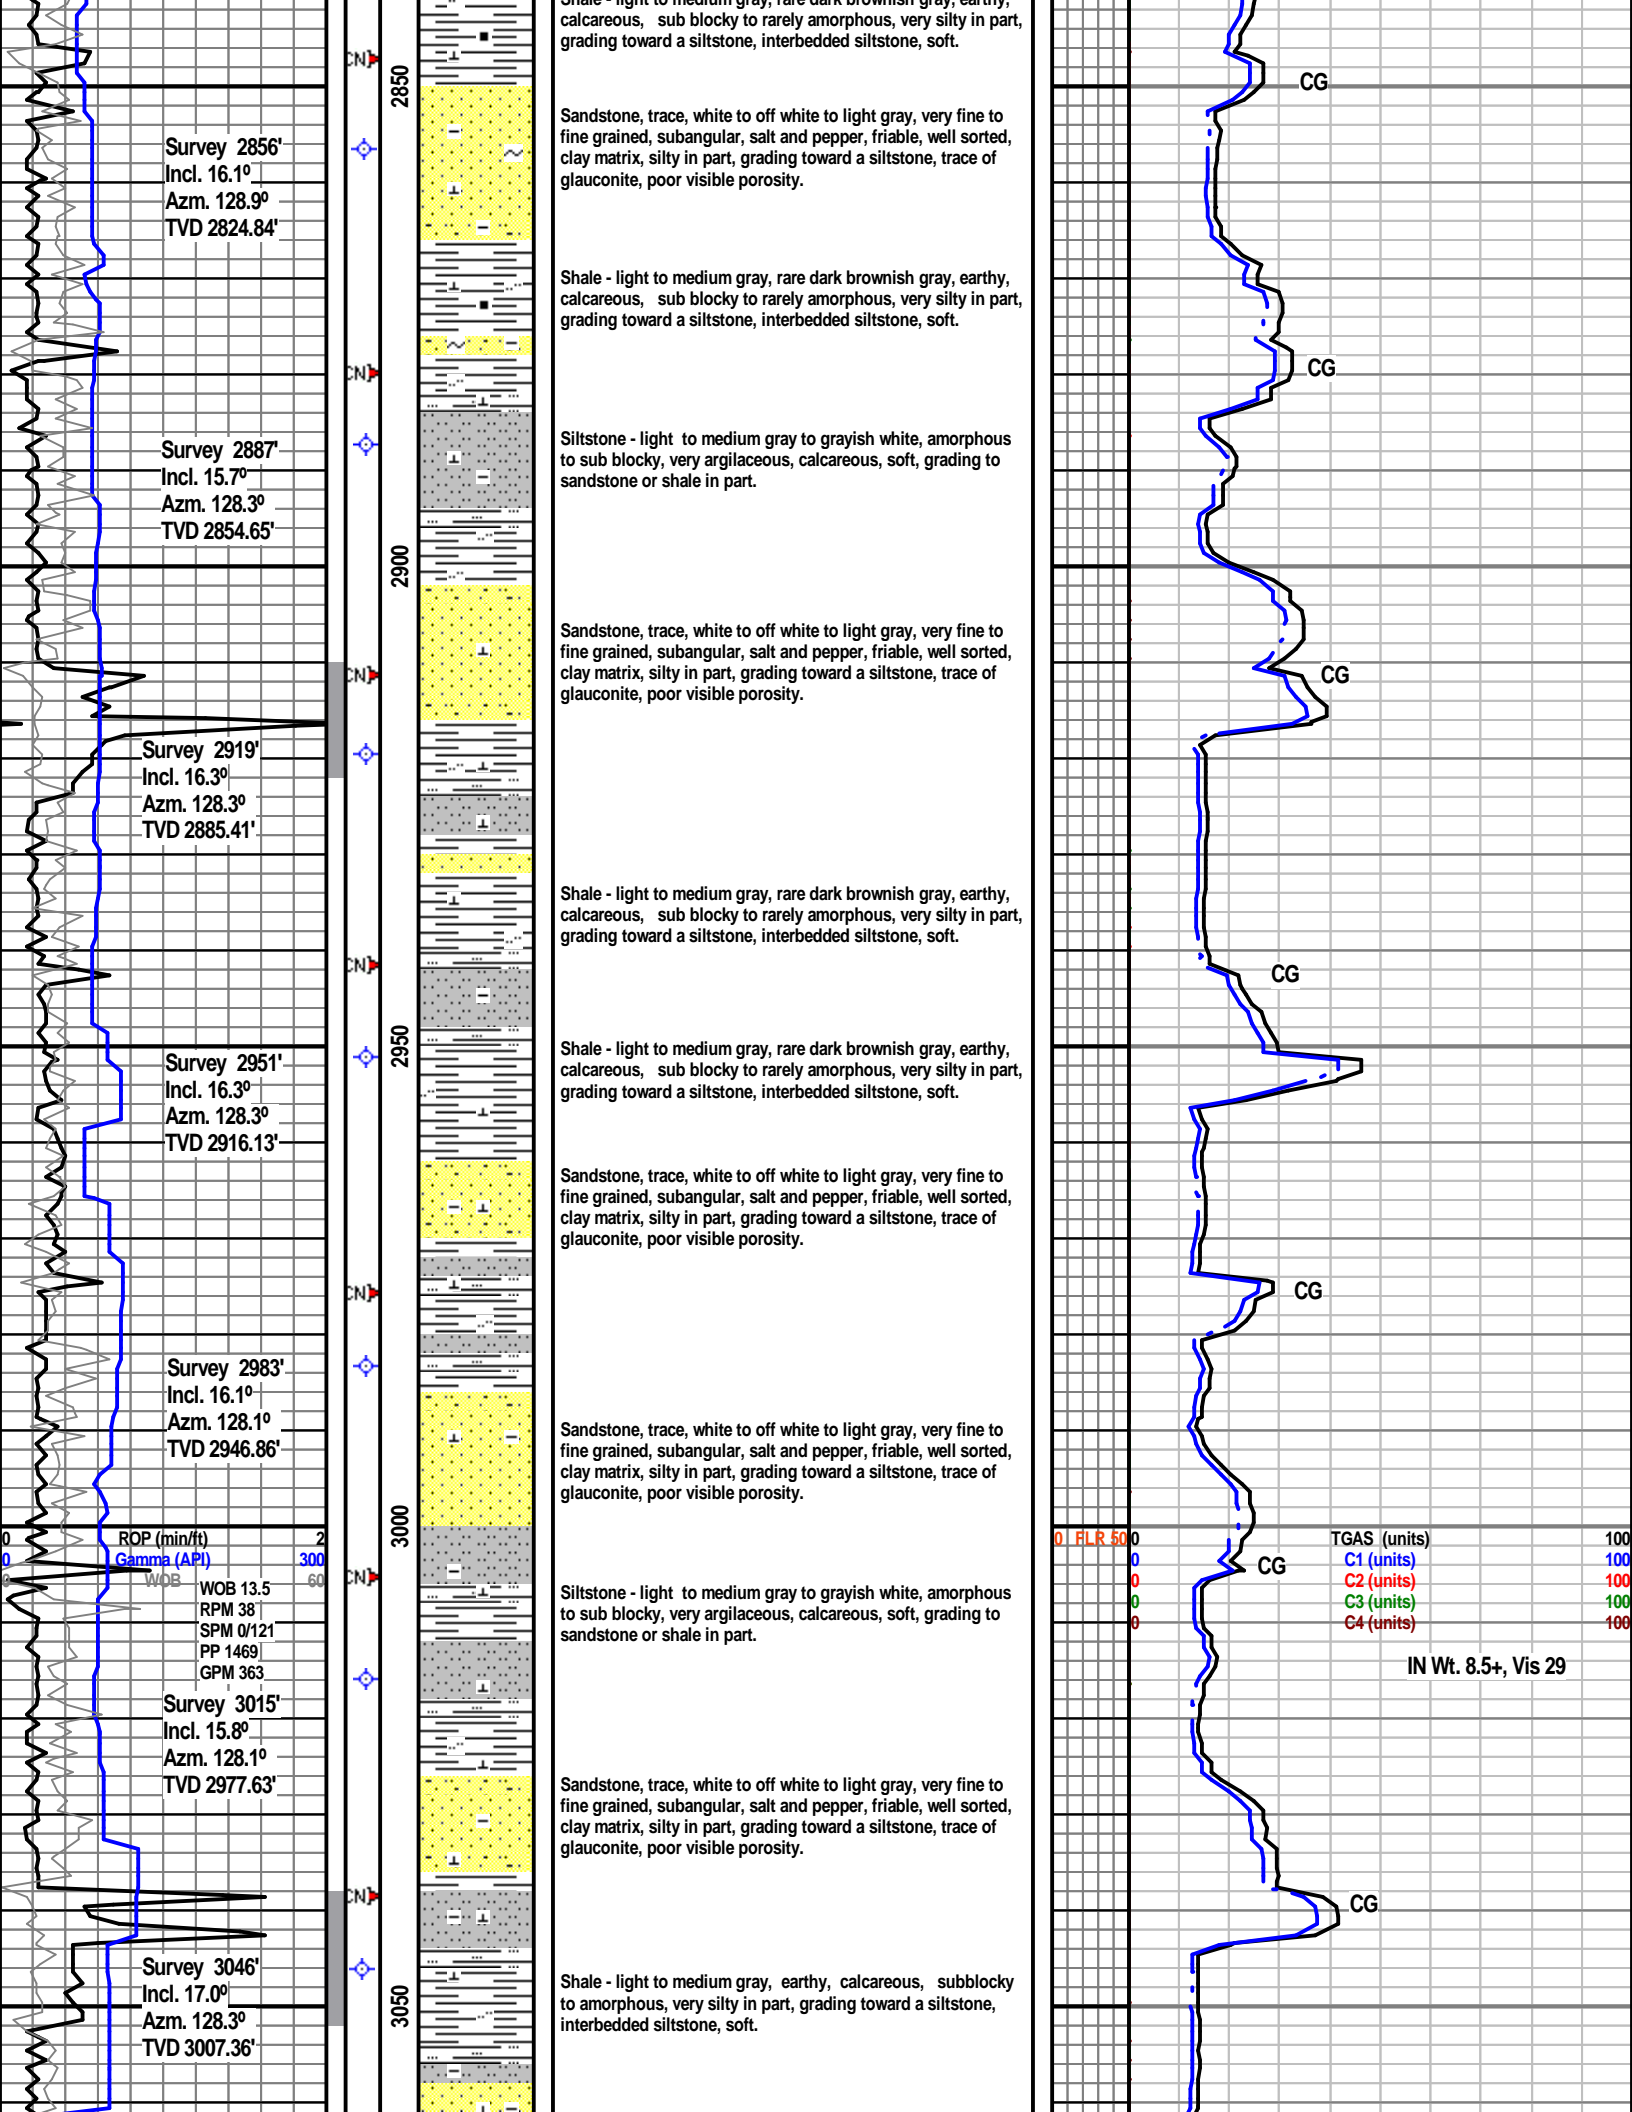 Shale - light to medium gray, rare dark brownish gray, earthy,
calcareous, sub blocky to rarely amorphous, very silty in part,
grading toward a siltstone, interbedded siltstone, soft.
CN]
2850
CG
Sandstone, trace, white to off white to light gray, very fine to
fine grained, subangular, salt and pepper, friable, well sorted,
clay matrix, silty in part, grading toward a siltstone, trace of
glauconite, poor visible porosity.
Survey 2856'
Incl. 16.1º
Azm. 128.9º
TVD 2824.84'
Shale - light to medium gray, rare dark brownish gray, earthy,
calcareous, sub blocky to rarely amorphous, very silty in part,
grading toward a siltstone, interbedded siltstone, soft.
CN]
CG
Survey 2887'
Incl. 15.7º
Azm. 128.3º
TVD 2854.65'
Siltstone - light to medium gray to grayish white, amorphous
to sub blocky, very argilaceous, calcareous, soft, grading to
sandstone or shale in part.
2900
Sandstone, trace, white to off white to light gray, very fine to
fine grained, subangular, salt and pepper, friable, well sorted,
clay matrix, silty in part, grading toward a siltstone, trace of
glauconite, poor visible porosity.
CN]
CG
Survey 2919'
Incl. 16.3º
Azm. 128.3º
TVD 2885.41'
Shale - light to medium gray, rare dark brownish gray, earthy,
calcareous, sub blocky to rarely amorphous, very silty in part,
grading toward a siltstone, interbedded siltstone, soft.
CN]
CG
2950
Survey 2951'
Incl. 16.3º
Azm. 128.3º
TVD 2916.13'
Shale - light to medium gray, rare dark brownish gray, earthy,
calcareous, sub blocky to rarely amorphous, very silty in part,
grading toward a siltstone, interbedded siltstone, soft.
Sandstone, trace, white to off white to light gray, very fine to
fine grained, subangular, salt and pepper, friable, well sorted,
clay matrix, silty in part, grading toward a siltstone, trace of
glauconite, poor visible porosity.
CN]
CG
Survey 2983'
Incl. 16.1º
Azm. 128.1º
TVD 2946.86'
Sandstone, trace, white to off white to light gray, very fine to
fine grained, subangular, salt and pepper, friable, well sorted,
clay matrix, silty in part, grading toward a siltstone, trace of
glauconite, poor visible porosity.
3000
0 ROP (min/ft) 2
0 Gamma (API) 300
0 WOB 60
0 FLR 50
0 TGAS (units) 100
0 C1 (units) 100
0 C2 (units) 100
0 C3 (units) 100
0 C4 (units) 100
CN]
CG
WOB 13.5
RPM 38
SPM 0/121
PP 1469
GPM 363
Siltstone - light to medium gray to grayish white, amorphous
to sub blocky, very argilaceous, calcareous, soft, grading to
sandstone or shale in part.
IN Wt. 8.5+, Vis 29
Survey 3015'
Incl. 15.8º
Azm. 128.1º
TVD 2977.63'
Sandstone, trace, white to off white to light gray, very fine to
fine grained, subangular, salt and pepper, friable, well sorted,
clay matrix, silty in part, grading toward a siltstone, trace of
glauconite, poor visible porosity.
CN]
CG
Survey 3046'
Incl. 17.0º
Azm. 128.3º
TVD 3007.36'
3050
Shale - light to medium gray, earthy, calcareous, subblocky
to amorphous, very silty in part, grading toward a siltstone,
interbedded siltstone, soft.